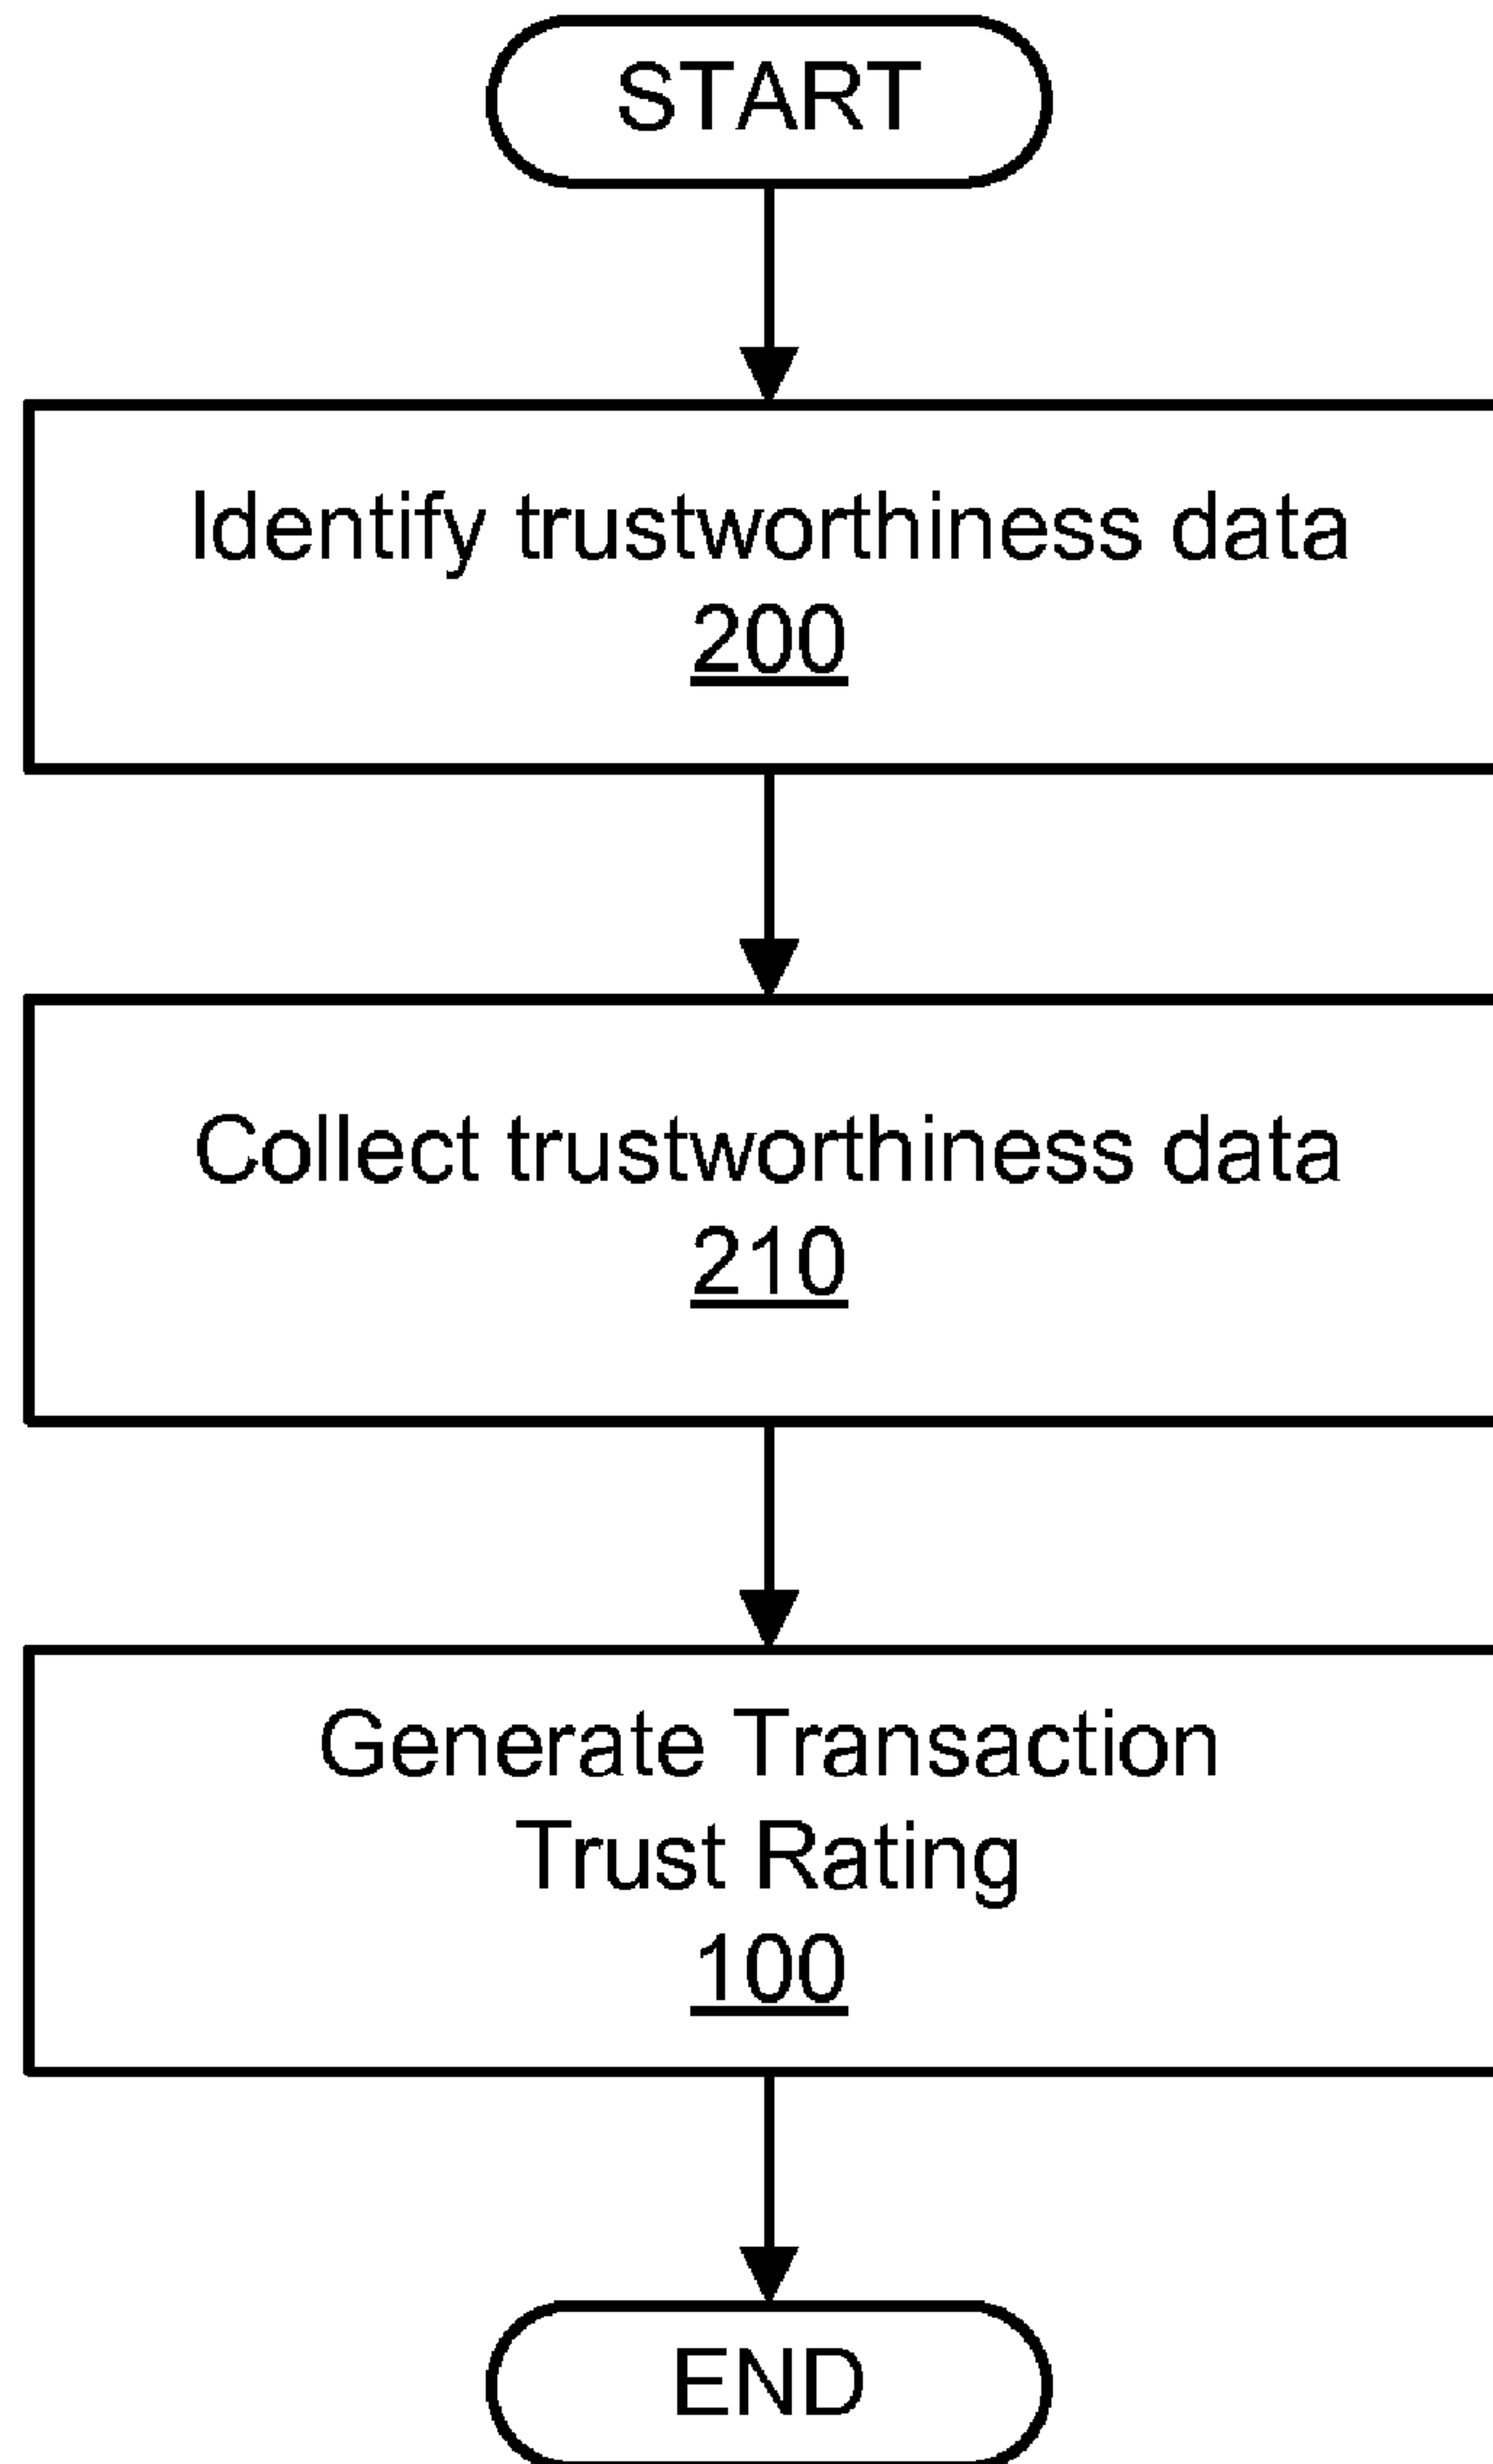 START
Identify trustworthiness data
200
Collect trustworthiness data
210
Generate Transaction
Trust Rating
100
END